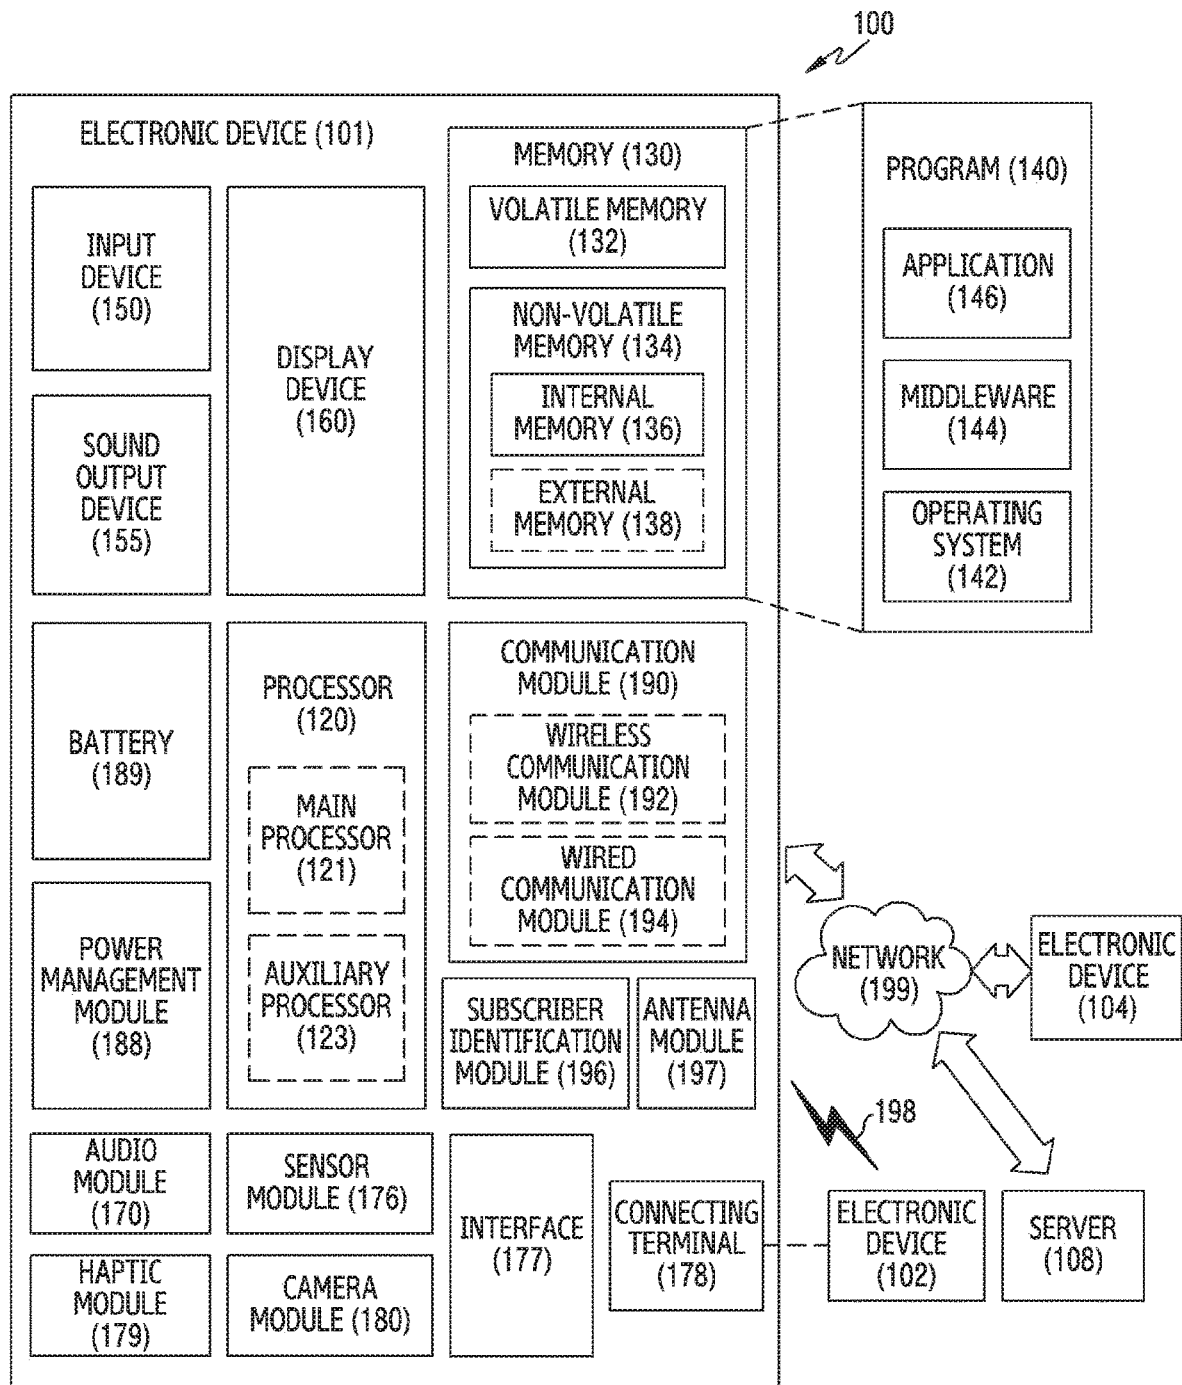 100
ELECTRONIC DEVICE (101)
INPUT
DEVICE
(150)
SOUND
OUTPUT
DEVICE
(155)
DISPLAY
DEVICE
(160)
MEMORY (130)
VOLATILE MEMORY
(132)
NON-VOLATILE
MEMORY (134)
INTERNAL
MEMORY (136)
EXTERNAL
MEMORY (138)
PROGRAM (140)
APPLICATION
(146)
MIDDLEWARE
(144)
OPERATING
SYSTEM
(142)
BATTERY
(189)
POWER
MANAGEMENT
MODULE
(188)
PROCESSOR
(120)
MAIN
PROCESSOR
(121)
AUXILIARY
PROCESSOR
(123)
COMMUNICATION
MODULE (190)
WIRELESS
COMMUNICATION
MODULE (192)
WIRED
COMMUNICATION
MODULE (194)
SUBSCRIBER
IDENTIFICATION
MODULE (196)
ANTENNA
MODULE
(197)
NETWORK
(199)
ELECTRONIC
DEVICE
(104)
198
AUDIO
MODULE
(170)
SENSOR
MODULE (176)
INTERFACE
(177)
CONNECTING
TERMINAL
(178)
ELECTRONIC
DEVICE
(102)
SERVER
(108)
HAPTIC
MODULE
(179)
CAMERA
MODULE (180)